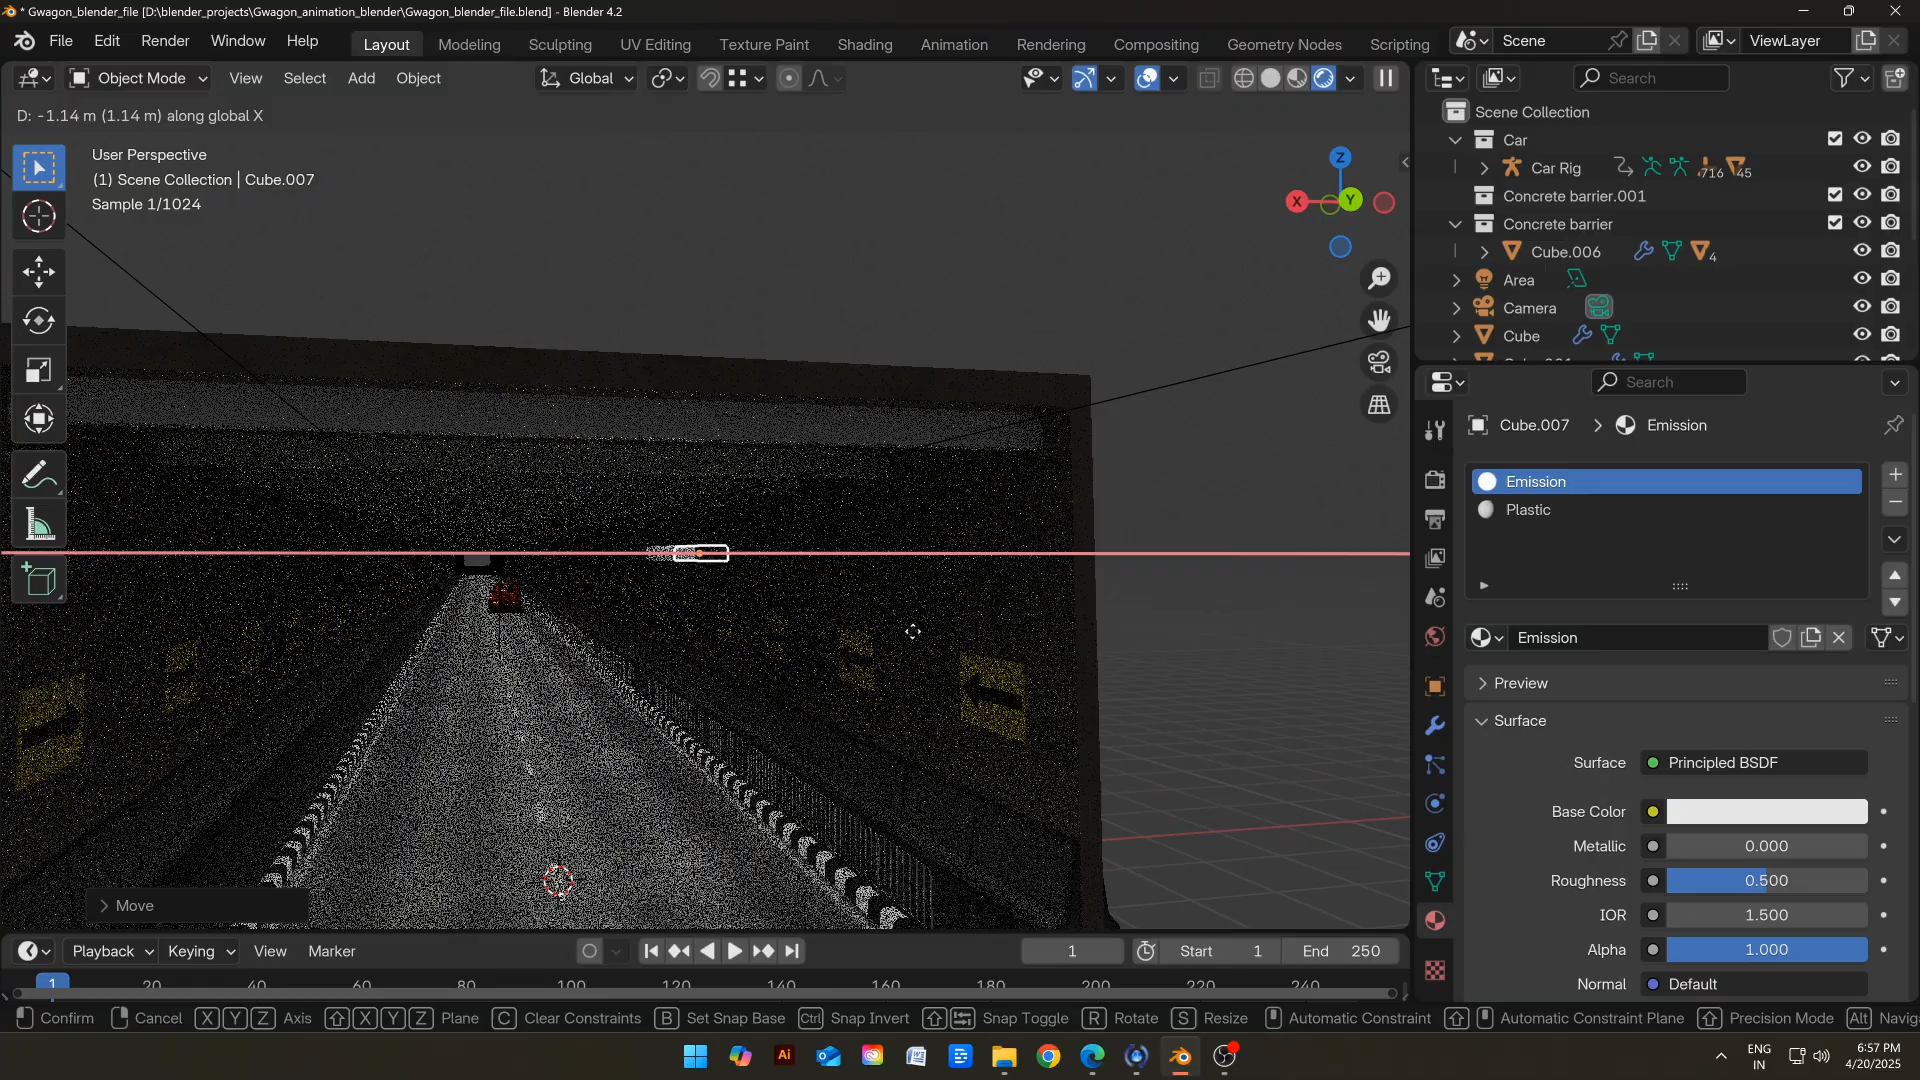 * Gwagon_blender_file [D:\blender_projects\Gwagon_animation_blender\Gwagon_blender_file.blend] - Blender 4.2
File Edit Render Window Help
Layout Modeling Sculpting UV Editing Texture Paint Shading Animation Rendering Compositing Geometry Nodes Scripting
Scene ViewLayer
Object Mode View Select Add Object Global
Search
D: -1.14 m (1.14 m) along global X
User Perspective
(1) Scene Collection | Cube.007
Sample 1/1024
Z
X
Y
Scene Collection
Car
Car Rig 716 45
Concrete barrier.001
Concrete barrier
Cube.006 4
Area
Camera
Cube
Search
Cube.007 > Emission
Emission
Plastic
Emission
Preview
Surface
Surface Principled BSDF
Base Color
Metallic 0.000
Roughness 0.500
IOR 1.500
Alpha 1.000
Normal Default
Move
Playback Keying View Marker
1 Start 1 End 250
1 20 40 60 80 100 120 140 160 180 200 220 240
Confirm Cancel X Y Z Axis X Y Z Plane C Clear Constraints B Set Snap Base Ctrl Snap Invert Snap Toggle R Rotate S Resize Automatic Constraint Automatic Constraint Plane Precision Mode Alt Naviga
Ai
ENG
IN
6:57 PM
4/20/2025